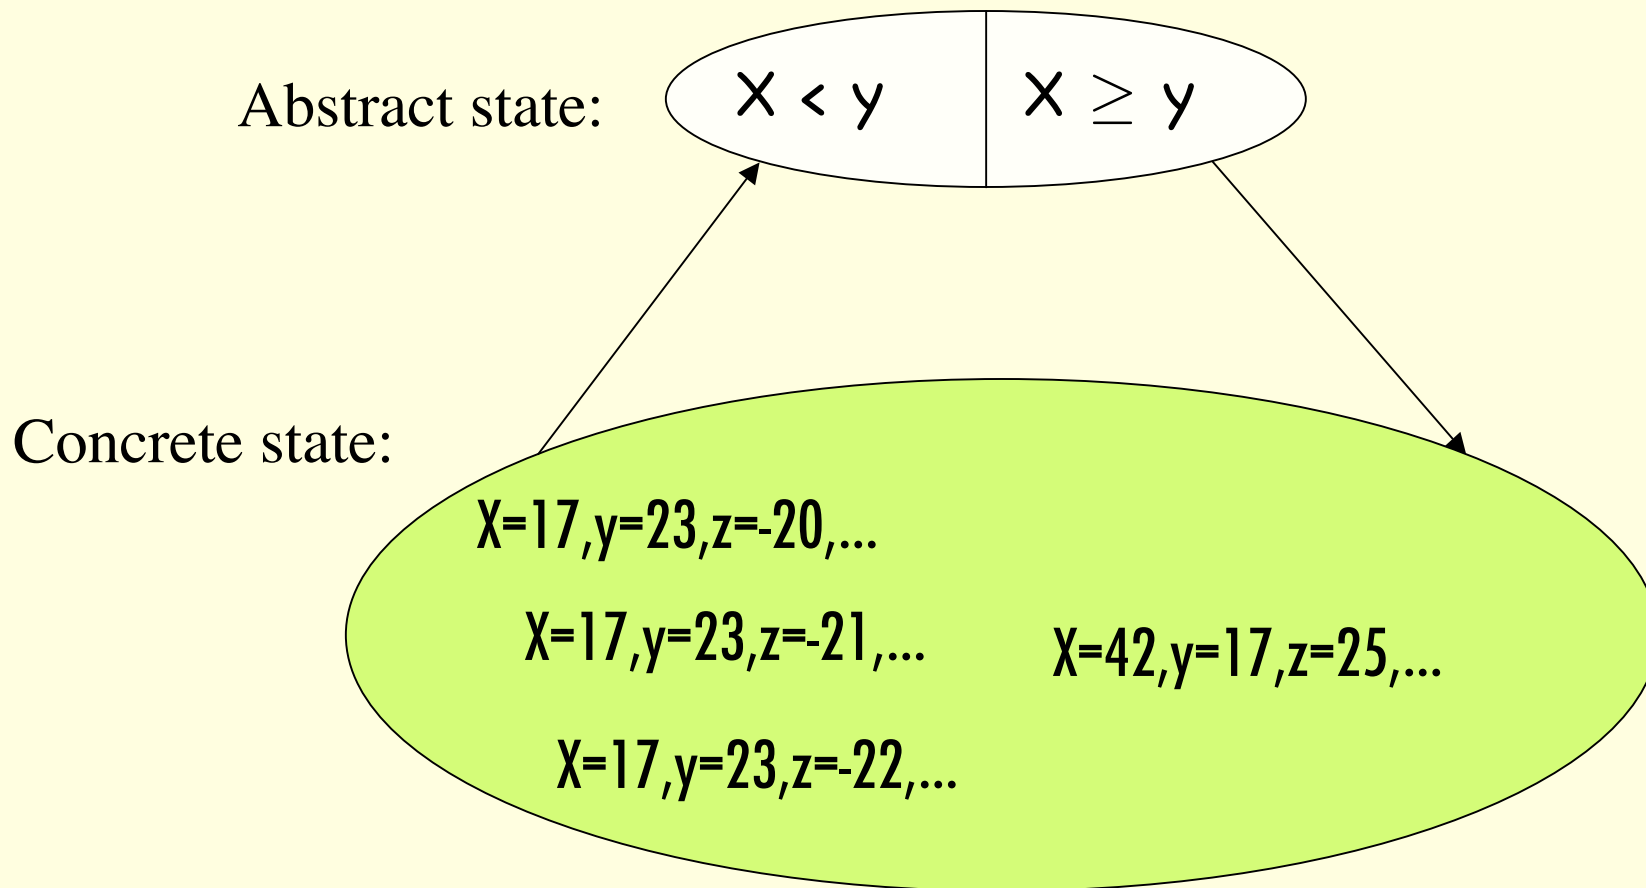 Abstract state:
X < y
X ≥ y
Concrete state:
X=17,y=23,z=-20,...
X=17,y=23,z=-21,...
X=42,y=17,z=25,...
X=17,y=23,z=-22,...